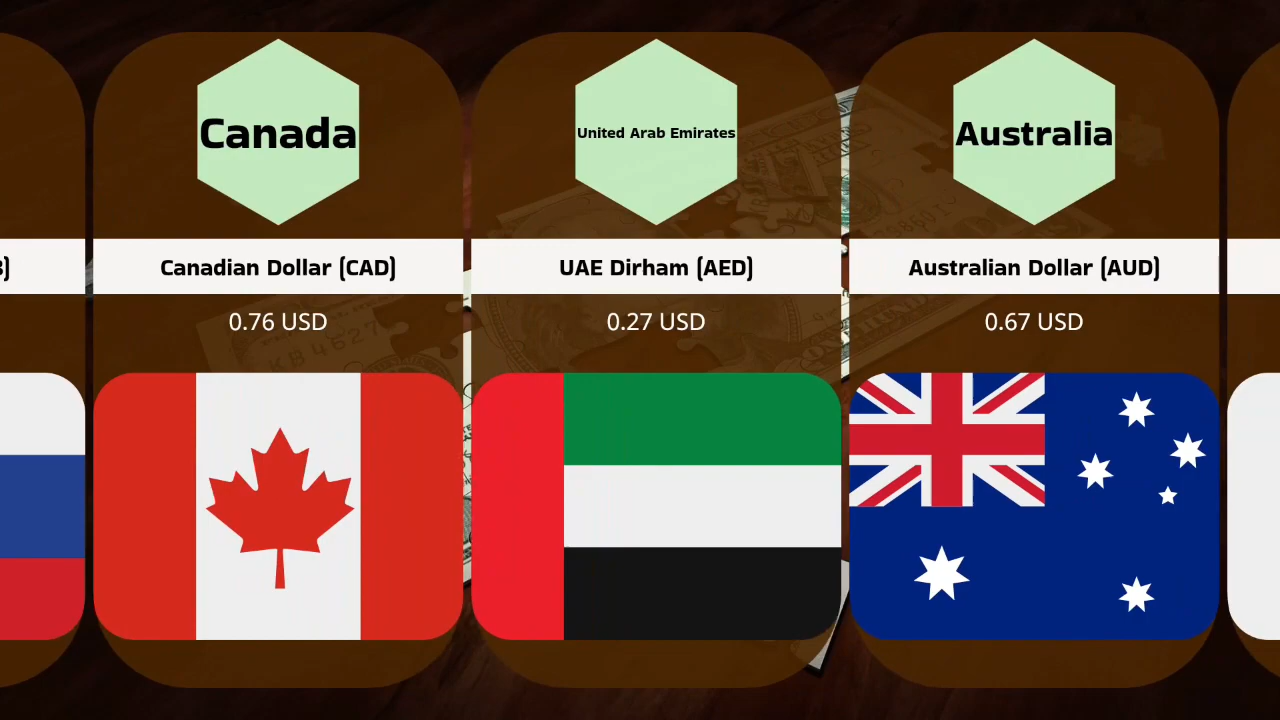 Canada
United Arab Emirates
Australia
Canadian Dollar (CAD)
UAE Dirham (AED)
Australian Dollar (AUD)
0.76 USD
0.27 USD
0.67 USD